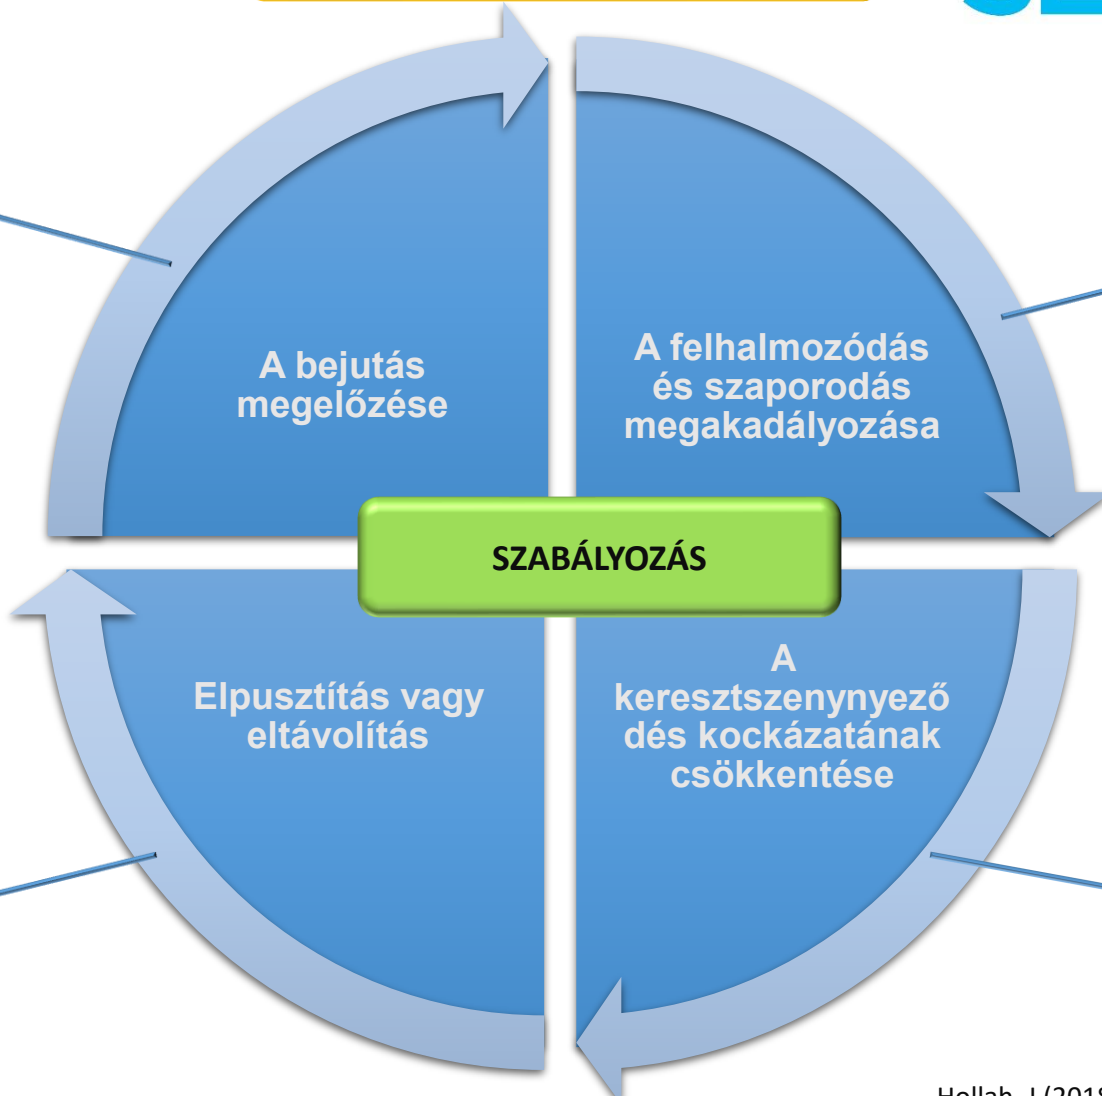 A bejutás
megelőzése
A felhalmozódás
és szaporodás
megakadályozása
SZABÁLYOZÁS
Elpusztítás vagy
eltávolítás
A
keresztszenynyező
dés kockázatának
csökkentése